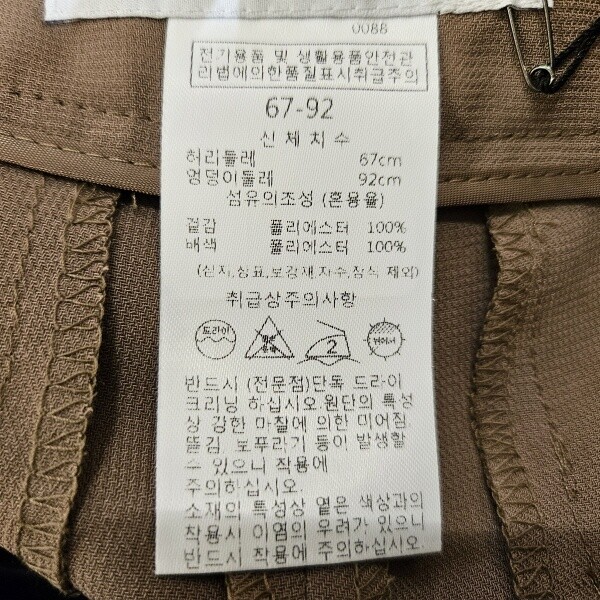 0088
전기용품 및 생활용품안전관
리법에의한품질표시취급주의
67-92
신체치수
허리둘레 67cm
엉덩이둘레 92cm
섬유의조성 (혼용율)
겉감 폴리에스터 100%
배색 폴리에스터 100%
(심지,상표,보강재,자수,장식 제외)
취급상주의사항
드라이
2
반드시 (전문점)단독 드라이
크리닝 하십시오.원단의 특성
상 강한 마찰에 의한 미어짐,
뜯김, 보푸라기 등이 발생할
수 있으니 착용에
주의하십시오.
소재의 특성상 옅은 색상과의
착용시 이염의 우려가 있으니
반드시 주의하십시오